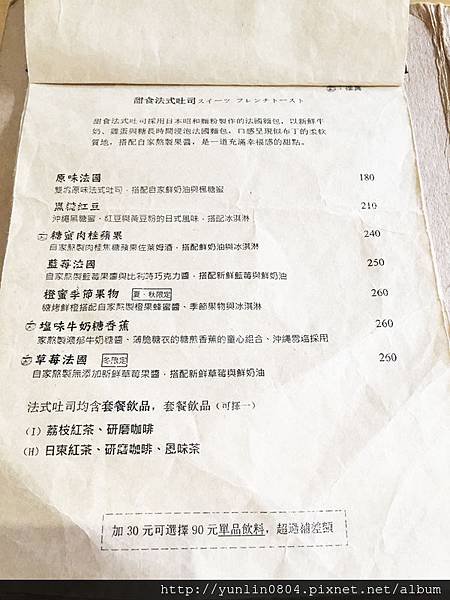 甜食法式吐司スイーツ フレンチトースト
甜食法式吐司採用日本昭和麵粉製作的法國麵包，以新鮮牛
奶、雞蛋與糖長時間浸泡法國麵包，口感呈現似布丁的柔軟
質地，搭配自家熬製果醬，是一道充滿幸福感的甜點。
原味法國 180
雙塊原味法式吐司，搭配自家鮮奶油與楓糖蜜
黑糖紅豆 210
沖繩黑糖蜜、紅豆與黃豆粉的日式風味，搭配冰淇淋
糖蜜肉桂蘋果 240
自家熬製肉桂焦糖蘋果佐萊姆酒，搭配鮮奶油與冰淇淋
藍莓法國 250
自家熬製藍莓果醬與比利時巧克力醬，搭配新鮮藍莓與鮮奶油
橙蜜季節果物 夏、秋限定 260
糖烤鮮橙搭配自家熬製橙果蜂蜜醬、季節果物與冰淇淋
塩味牛奶糖香蕉 260
自家熬製濃郁牛奶糖醬、薄脆糖衣的糖煎香蕉的童心組合、沖繩雪塩採用
草莓法國 冬限定 260
自家熬製無添加新鮮草莓果醬，搭配新鮮草莓與鮮奶油
法式吐司均含套餐飲品，套餐飲品（可擇一）
(I) 荔枝紅茶、研磨咖啡
(H) 日東紅茶、研磨咖啡、恩味茶
加 30 元可選擇 90 元單品飲料，超過補差額
http://yunlin0804.pixnet.net/album